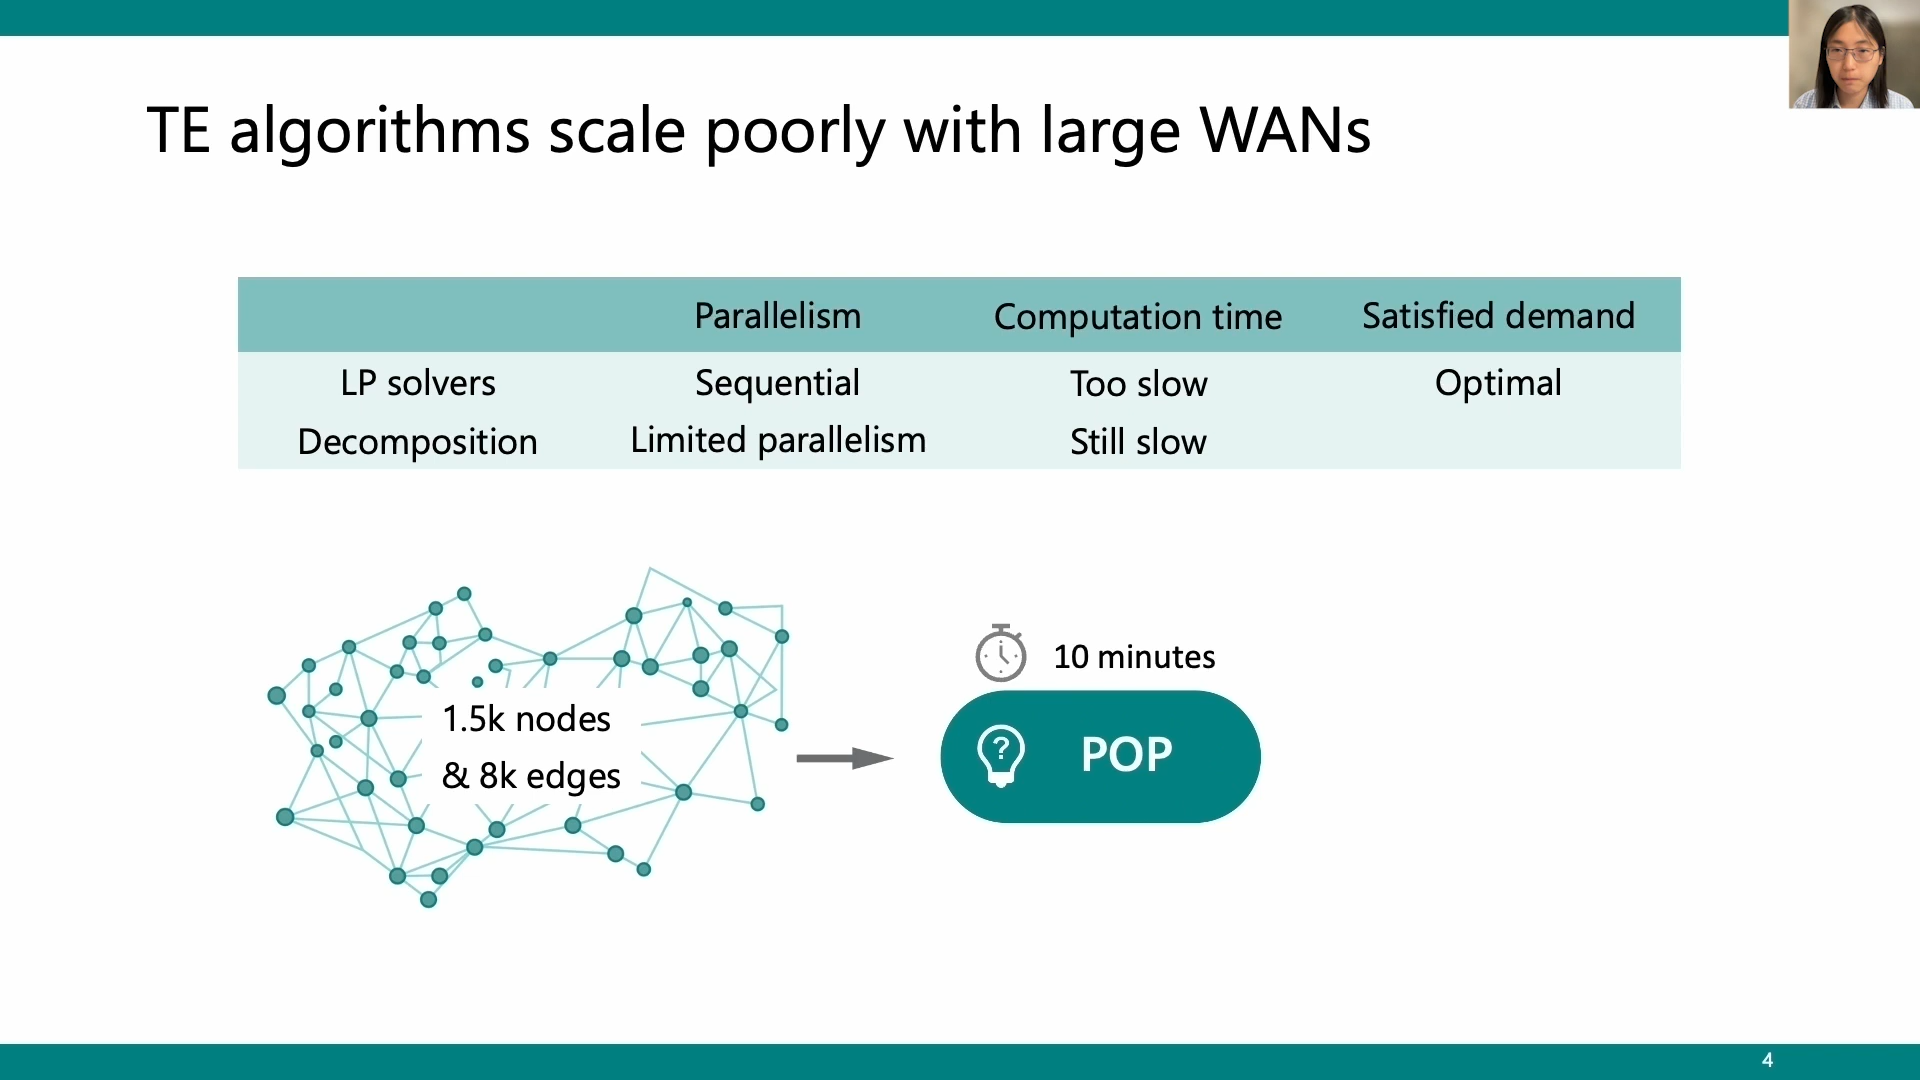 TE algorithms scale poorly with large WANs
Parallelism Computation time Satisfied demand
LP solvers Sequential Too slow Optimal
Decomposition Limited parallelism Still slow
1.5k nodes
& 8k edges
10 minutes
?
POP
4